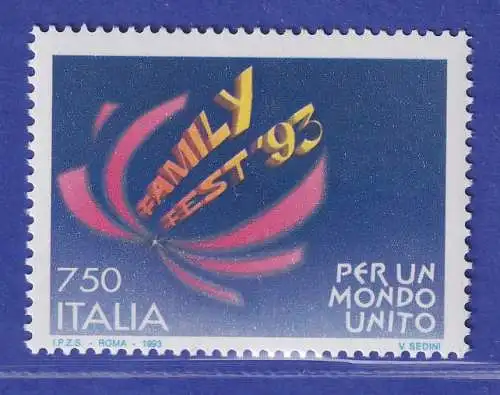 FAMILY
FEST '93
750
ITALIA
PER UN
MONDO
UNITO
I.P.Z.S. - ROMA - 1993
V. SEDINI